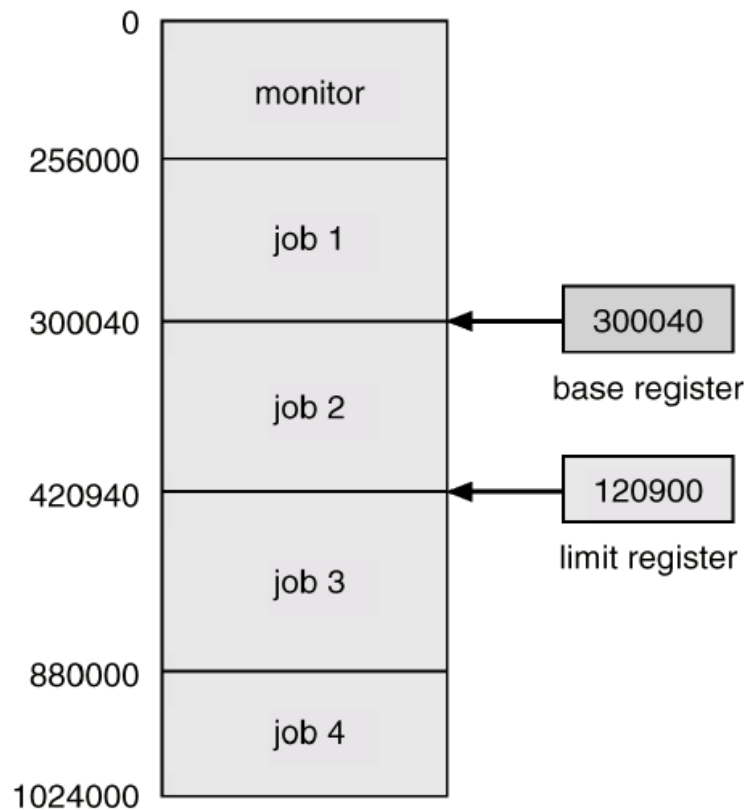 0
monitor
256000
job 1
300040
300040
base register
job 2
420940
120900
limit register
job 3
880000
job 4
1024000